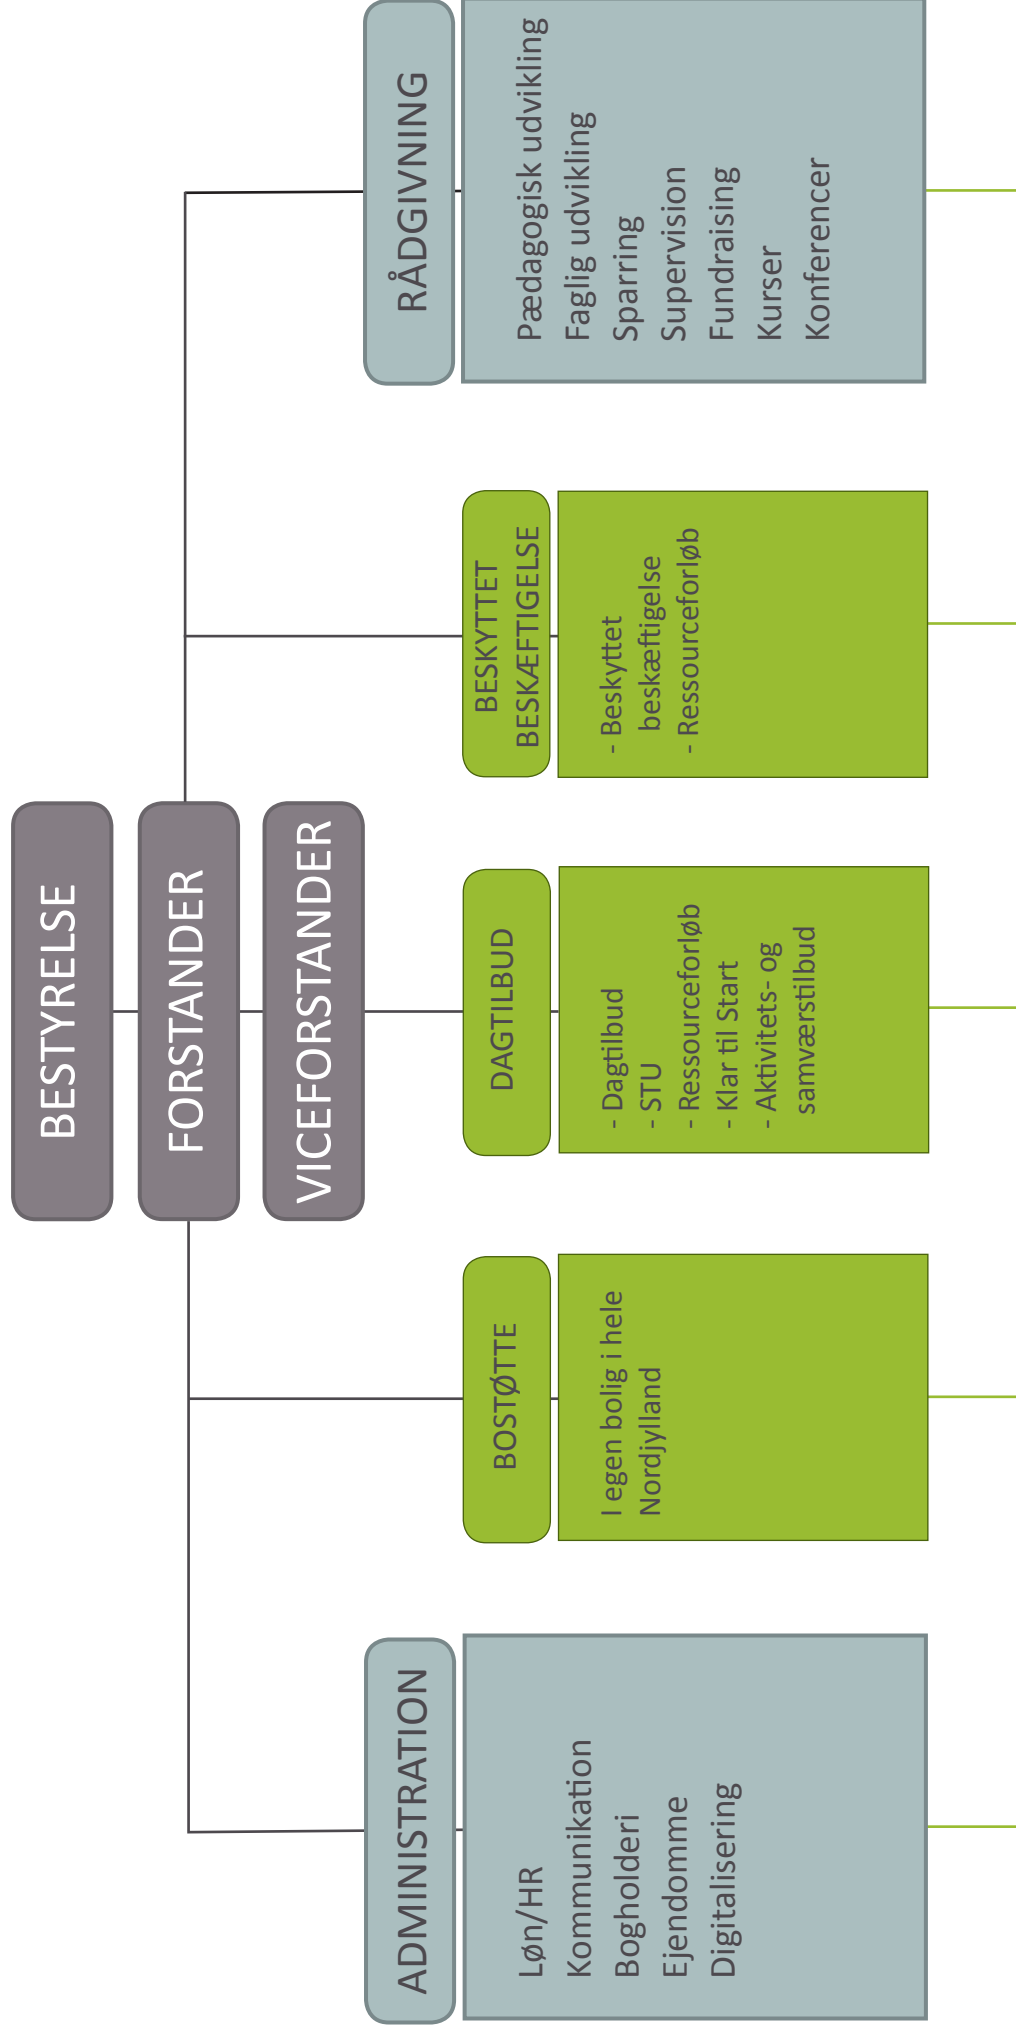 BESTYRELSE
FORSTANDER
VICEFORSTANDER
ADMINISTRATION
Løn/HR
Kommunikation
Bogholderi
Ejendomme
Digitalisering
BOSTØTTE
I egen bolig i hele
Nordjylland
DAGTILBUD
- Dagtilbud
- STU
- Ressourceforløb
- Klar til Start
- Aktivitets- og
samværstilbud
BESKYTTET
BESKÆFTIGELSE
- Beskyttet
beskæftigelse
- Ressourceforløb
RÅDGIVNING
Pædagogisk udvikling
Faglig udvikling
Sparring
Supervision
Fundraising
Kurser
Konferencer